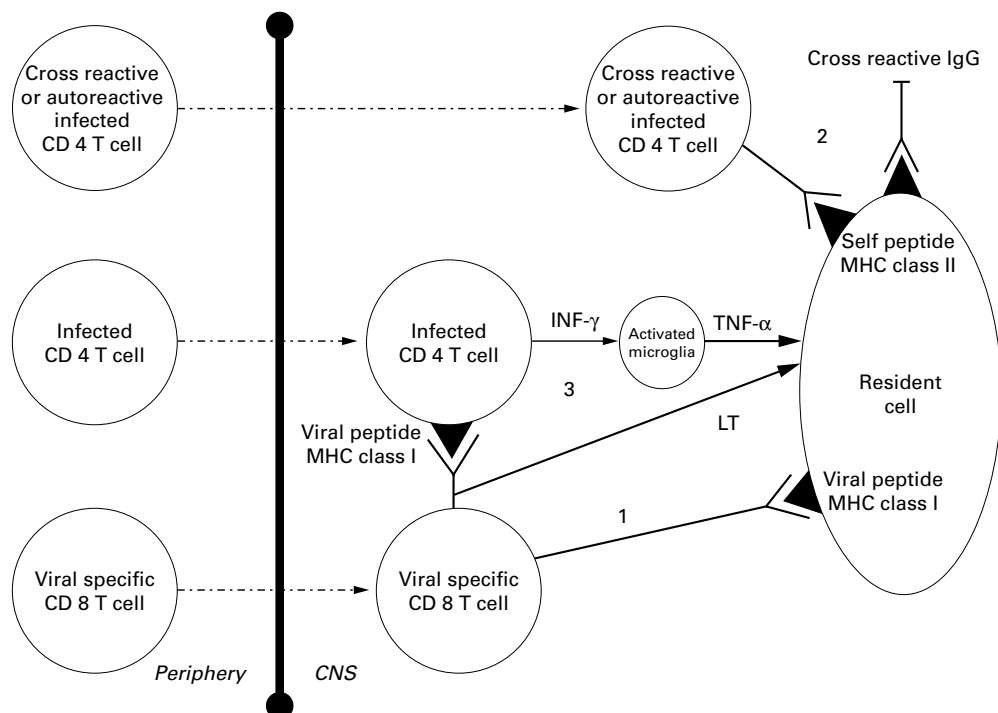 Cross reactive
or autoreactive
infected
CD 4 T cell
Cross reactive
or autoreactive
infected
CD 4 T cell
Cross reactive IgG
2
Self peptide
MHC class II
Infected
CD 4 T cell
Infected
CD 4 T cell
INF-γ
Activated
microglia
TNF-α
3
Resident
cell
LT
Viral peptide
MHC class I
Viral peptide
MHC class I
1
Viral specific
CD 8 T cell
Viral specific
CD 8 T cell
Periphery
CNS